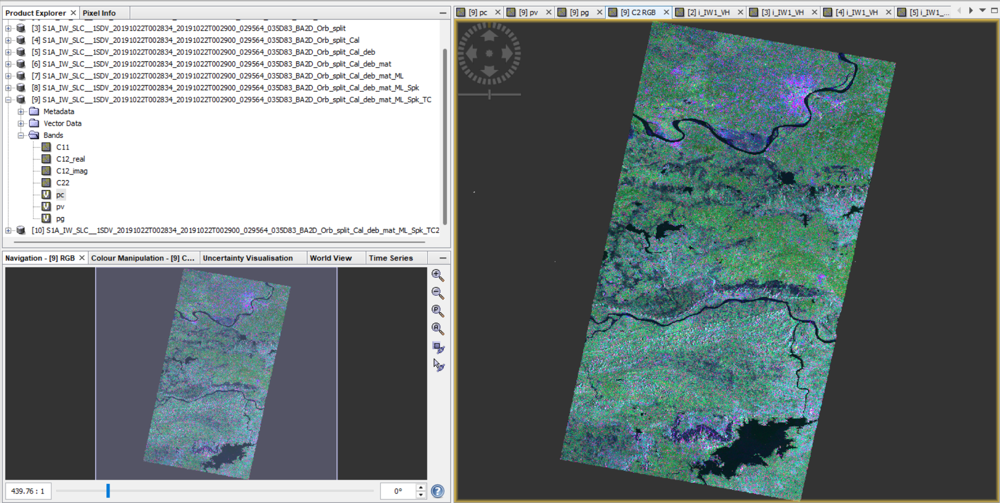 Product Explorer × Pixel Info
[3] S1A_IW_SLC__1SDV_20191022T002834_20191022T002900_029564_035D83_BA2D_Orb_split
[4] S1A_IW_SLC__1SDV_20191022T002834_20191022T002900_029564_035D83_BA2D_Orb_split_Cal
[5] S1A_IW_SLC__1SDV_20191022T002834_20191022T002900_029564_035D83_BA2D_Orb_split_Cal_deb
[6] S1A_IW_SLC__1SDV_20191022T002834_20191022T002900_029564_035D83_BA2D_Orb_split_Cal_deb_mat
[7] S1A_IW_SLC__1SDV_20191022T002834_20191022T002900_029564_035D83_BA2D_Orb_split_Cal_deb_mat_ML
[8] S1A_IW_SLC__1SDV_20191022T002834_20191022T002900_029564_035D83_BA2D_Orb_split_Cal_deb_mat_ML_Spk
[9] S1A_IW_SLC__1SDV_20191022T002834_20191022T002900_029564_035D83_BA2D_Orb_split_Cal_deb_mat_ML_Spk_TC
Metadata
Vector Data
Bands
C11
C12_real
C12_imag
C22
pc
pv
pg
[10] S1A_IW_SLC__1SDV_20191022T002834_20191022T002900_029564_035D83_BA2D_Orb_split_Cal_deb_mat_ML_Spk_TC2
Navigation - [9] RGB × Colour Manipulation - [9] C... Uncertainty Visualisation World View Time Series
439.76 : 1
0°
[9] pc × [9] pv × [9] pg × [9] C2 RGB × [2] i_IW1_VH × [3] i_IW1_VH × [4] i_IW1_VH × [5] i_IW1_...